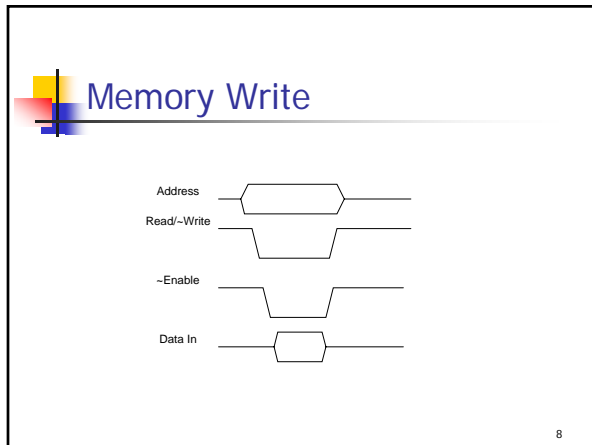 Memory Write
Address
Read/~Write
~Enable
Data In
8